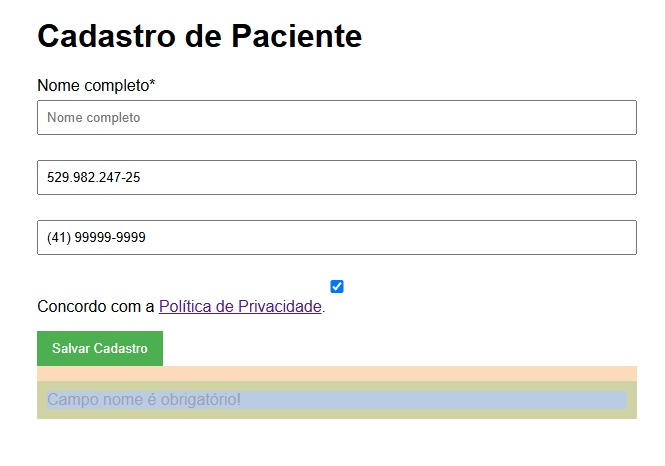 Cadastro de Paciente
Nome completo*
Nome completo
529.982.247-25
(41) 99999-9999
Concordo com a Política de Privacidade.
Salvar Cadastro
Campo nome é obrigatório!